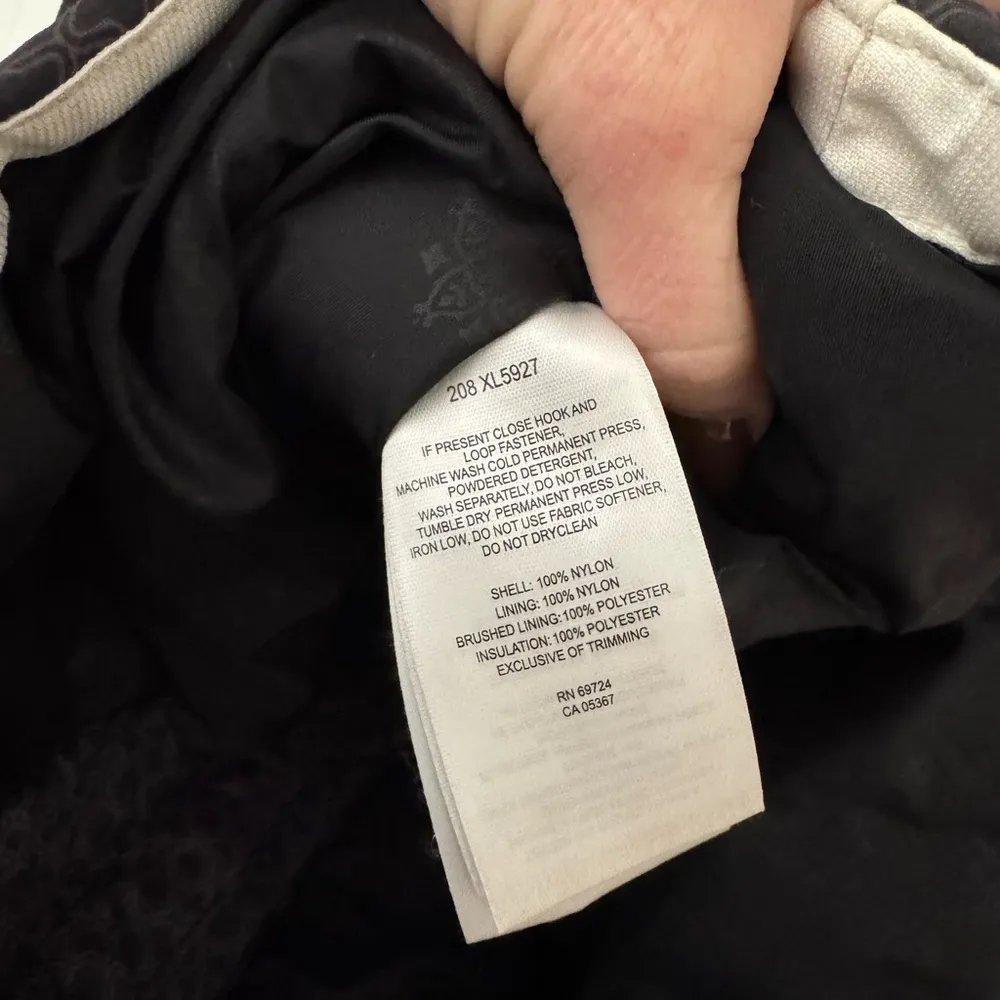 208 XL5927
IF PRESENT CLOSE HOOK AND
LOOP FASTENER,
MACHINE WASH COLD PERMANENT PRESS,
POWDERED DETERGENT,
WASH SEPARATELY, DO NOT BLEACH,
TUMBLE DRY PERMANENT PRESS LOW,
IRON LOW, DO NOT USE FABRIC SOFTENER,
DO NOT DRYCLEAN
SHELL: 100% NYLON
LINING: 100% NYLON
BRUSHED LINING:100% POLYESTER
INSULATION: 100% POLYESTER
EXCLUSIVE OF TRIMMING
RN 69724
CA 05367